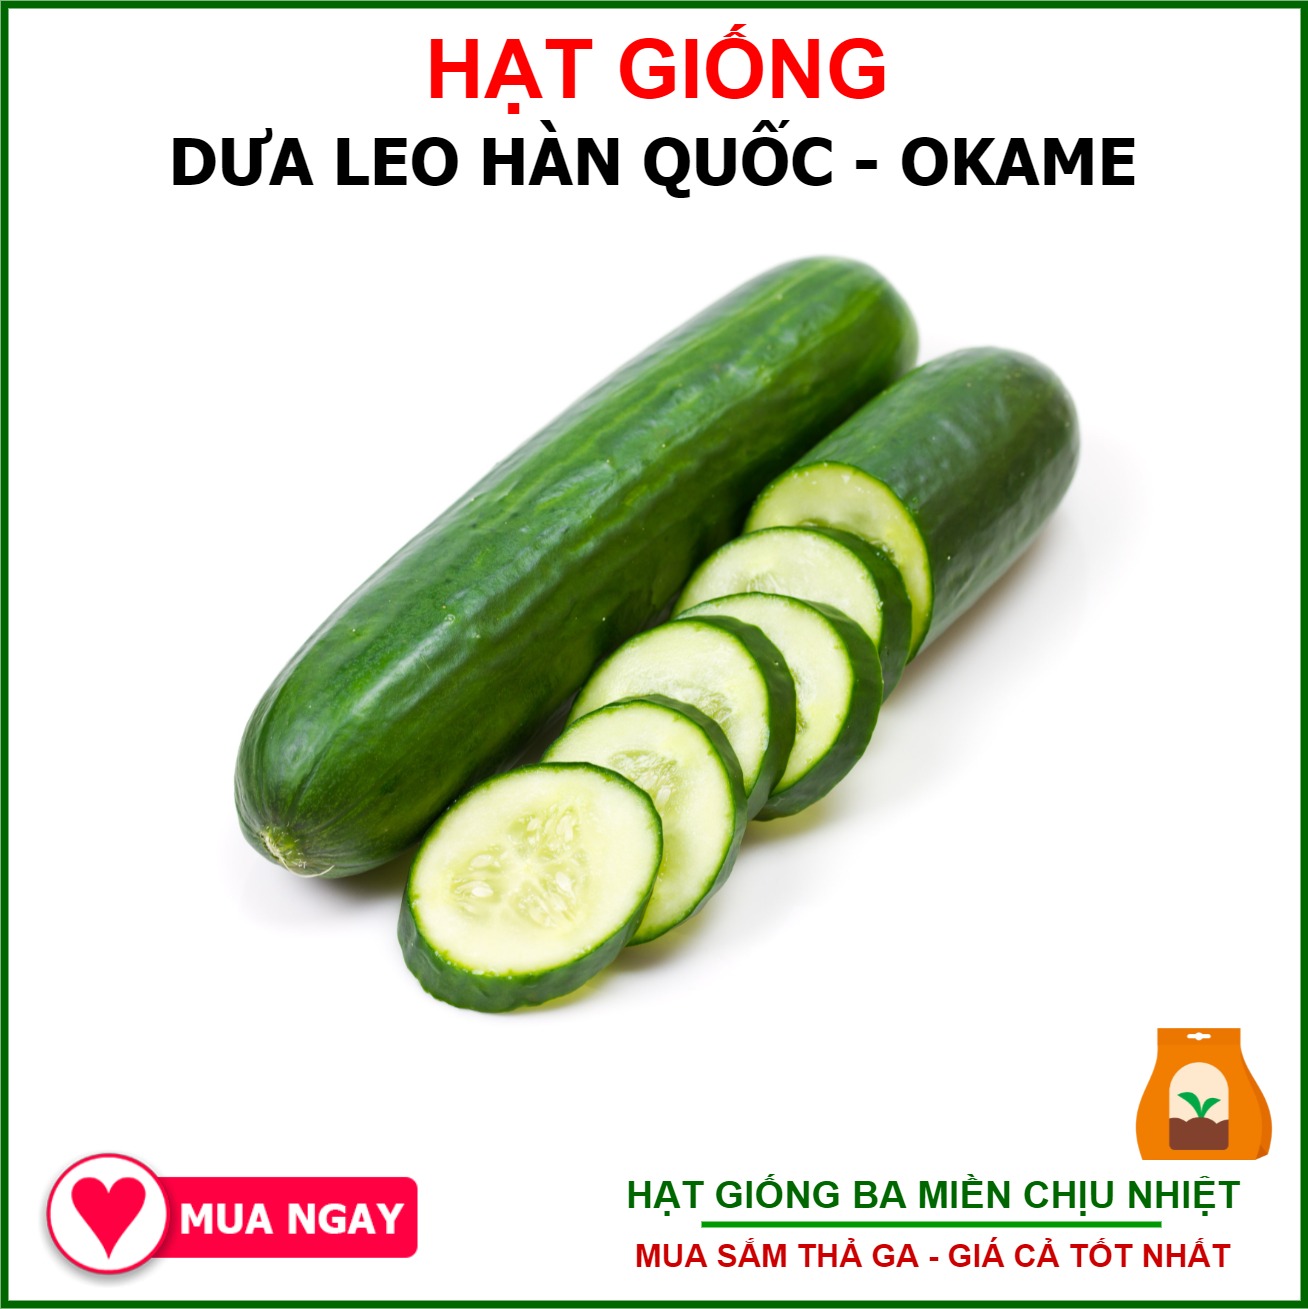 HẠT GIỐNG
DƯA LEO HÀN QUỐC - OKAME
MUA NGAY
HẠT GIỐNG BA MIỀN CHỊU NHIỆT
MUA SẮM THẢ GA - GIÁ CẢ TỐT NHẤT